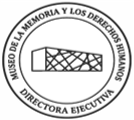 MUSEO DE LA MEMORIA Y LOS DERECHOS HUMANOS
DIRECTORA EJECUTIVA